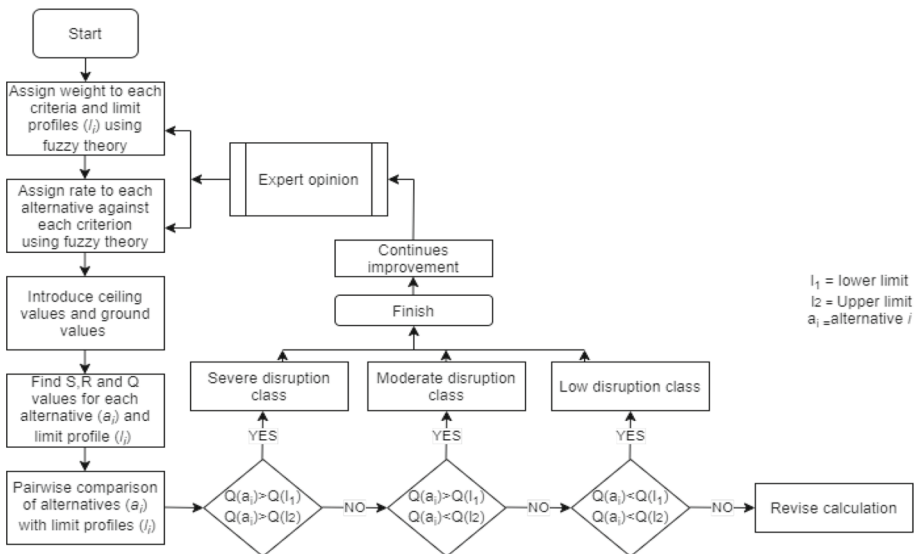 Start
Assign weight to each
criteria and limit
profiles (lᵢ) using
fuzzy theory
Assign rate to each
alternative against
each criterion
using fuzzy theory
Introduce ceiling
values and ground
values
Find S,R and Q
values for each
alternative (aᵢ) and
limit profile (lᵢ)
Pairwise comparison
of alternatives (aᵢ)
with limit profiles (lᵢ)
Expert opinion
Continues
improvement
Finish
Severe disruption
class
Moderate disruption
class
Low disruption class
YES
YES
YES
Q(aᵢ)>Q(l₁)
Q(aᵢ)>Q(l2)
NO
Q(aᵢ)>Q(l₁)
Q(aᵢ)<Q(l2)
NO
Q(aᵢ)<Q(l₁)
Q(aᵢ)<Q(l2)
NO
Revise calculation
l₁ = lower limit
l2 = Upper limit
aᵢ =alternative i